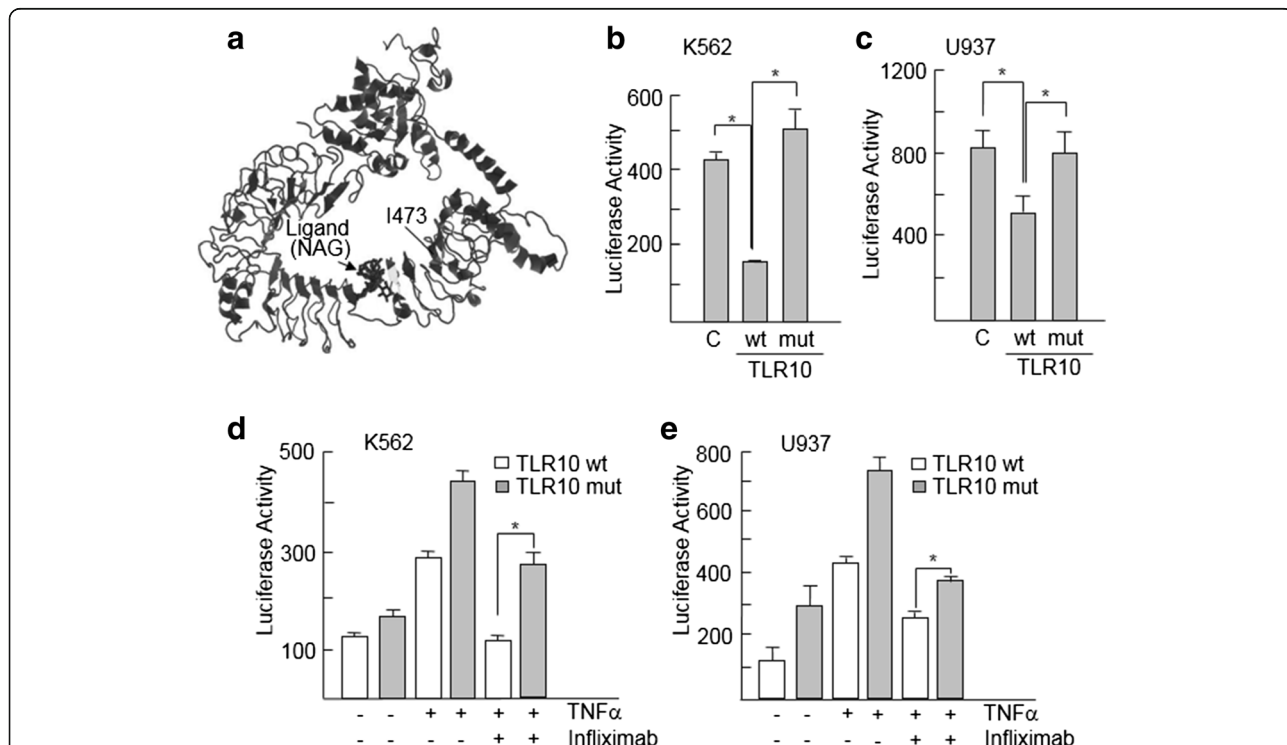 a
Ligand
(NAG)
I473
b
K562
Luciferase Activity
600
400
200
*
*
C
wt
mut
TLR10
c
U937
Luciferase Activity
1200
800
400
*
*
C
wt
mut
TLR10
d
K562
Luciferase Activity
500
300
100
TLR10 wt
TLR10 mut
*
- - + + + + TNFα
- - - - + + Infliximab
e
U937
Luciferase Activity
800
600
400
200
TLR10 wt
TLR10 mut
*
- - + + + + TNFα
- - - - + + Infliximab